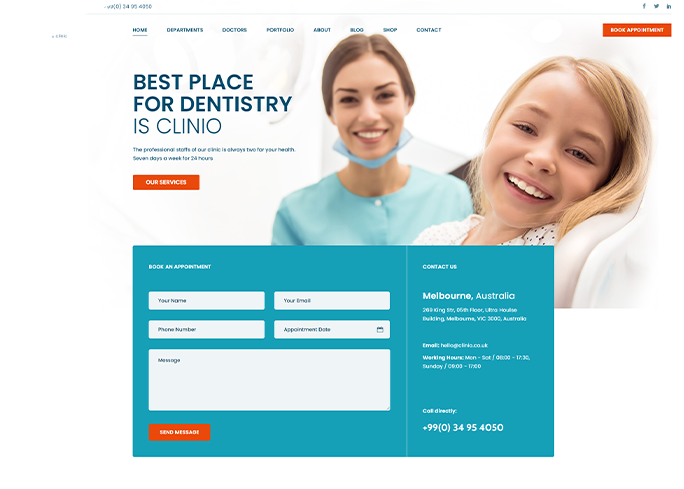 +99(0) 34 95 4050
clinic
HOME DEPARTMENTS DOCTORS PORTFOLIO ABOUT BLOG SHOP CONTACT
BOOK APPOINTMENT
BEST PLACE
FOR DENTISTRY
IS CLINIO
The professional staffs of our clinic is always two for your health.
Seven days a week for 24 hours
OUR SERVICES
BOOK AN APPOINTMENT
Your Name
Your Email
Phone Number
Appointment Date
Message
SEND MESSAGE
CONTACT US
Melbourne, Australia
269 King Str, 05th Floor, Utral House
Building, Melbourne, VIC 3000, Australia
Email: hello@clinio.co.uk
Working Hours: Mon - Sat / 08:00 - 17:30,
Sunday / 08:00 - 17:00
Call directly:
+99(0) 34 95 4050